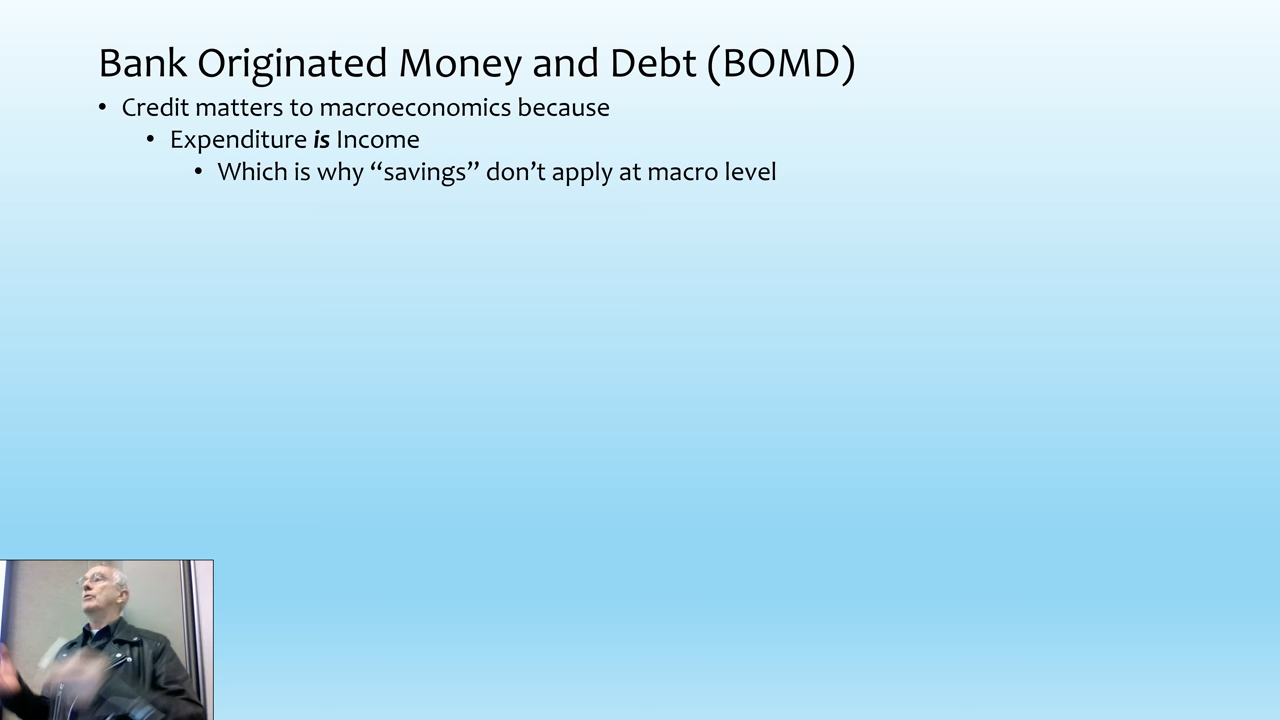 Bank Originated Money and Debt (BOMD)
• Credit matters to macroeconomics because
• Expenditure is Income
• Which is why “savings” don’t apply at macro level